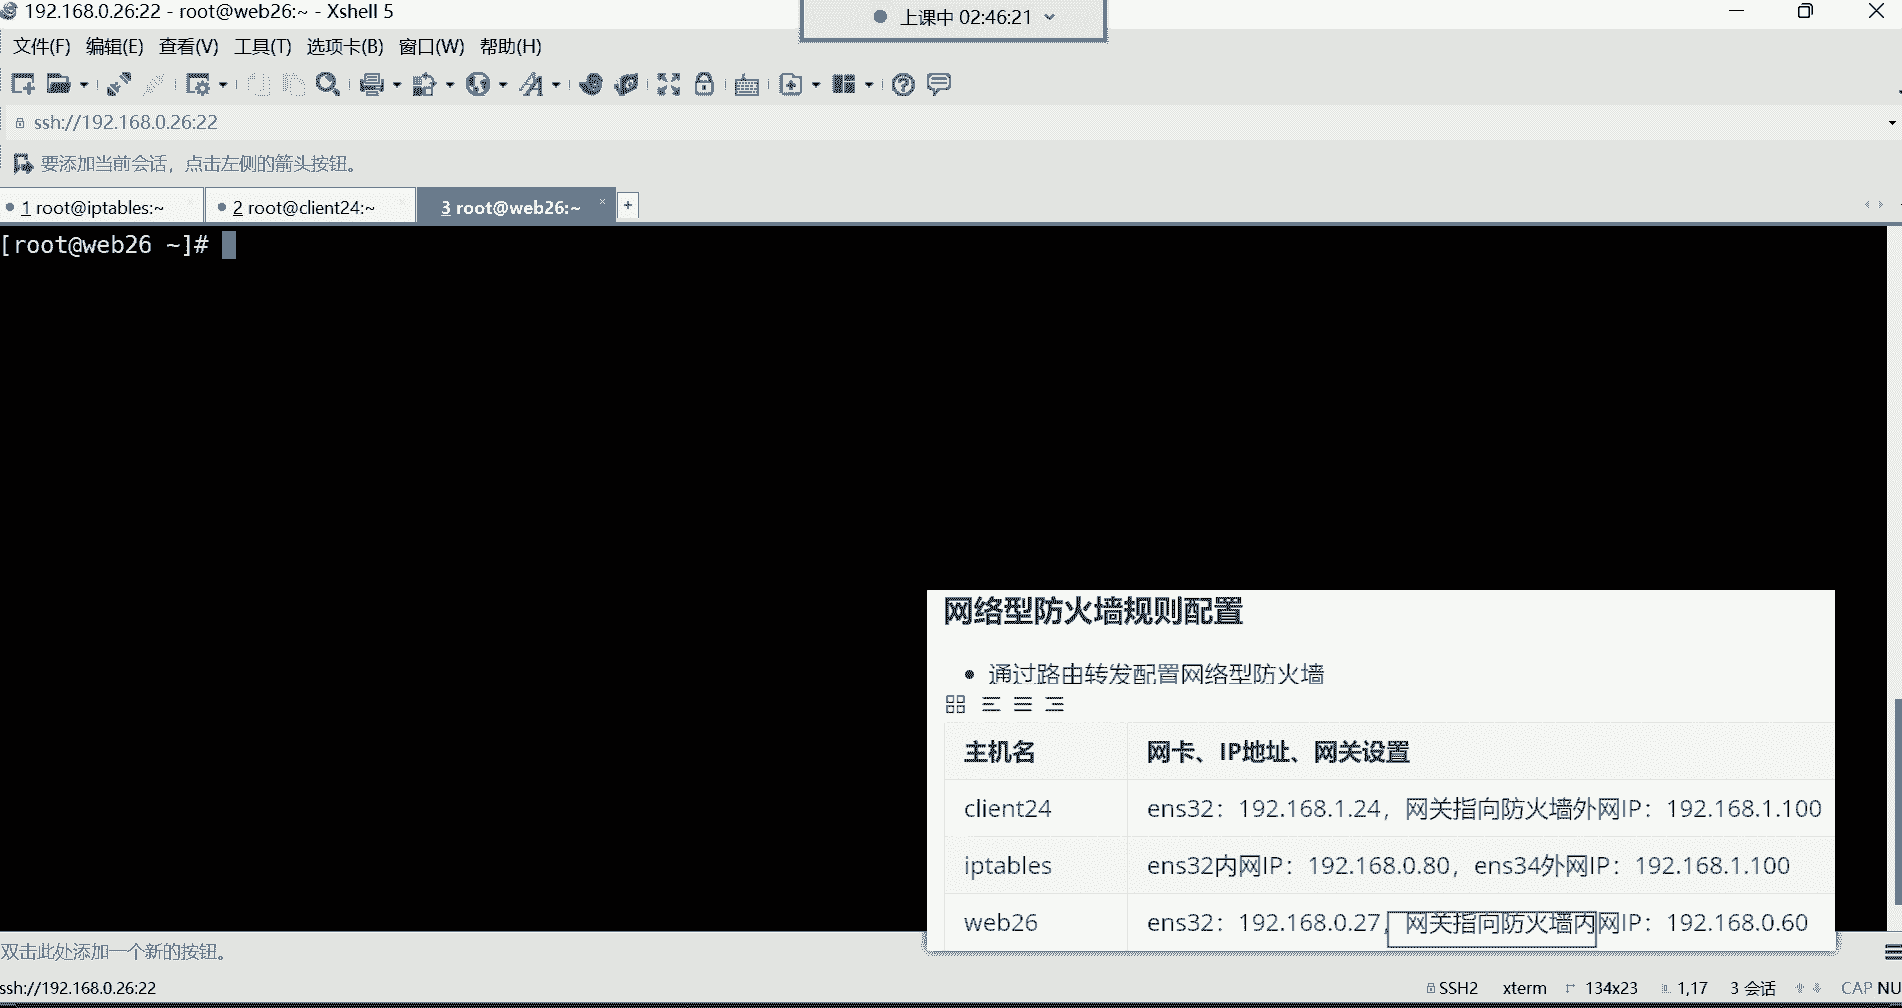 192.168.0.26:22 - root@web26:~ - Xshell 5
上课中 02:46:21
文件(F) 编辑(E) 查看(V) 工具(T) 选项卡(B) 窗口(W) 帮助(H)
ssh://192.168.0.26:22
要添加当前会话，点击左侧的箭头按钮。
1 root@iptables:~ 2 root@client24:~ 3 root@web26:~ × +
[root@web26 ~]#
网络型防火墙规则配置
• 通过路由转发配置网络型防火墙
主机名 网卡、IP地址、网关设置
client24 ens32：192.168.1.24，网关指向防火墙外网IP：192.168.1.100
iptables ens32内网IP：192.168.0.80，ens34外网IP：192.168.1.100
web26 ens32：192.168.0.27，网关指向防火墙内网IP：192.168.0.60
双击此处添加一个新的按钮。
ssh://192.168.0.26:22 SSH2 xterm 134x23 1,17 3 会话 CAP NU